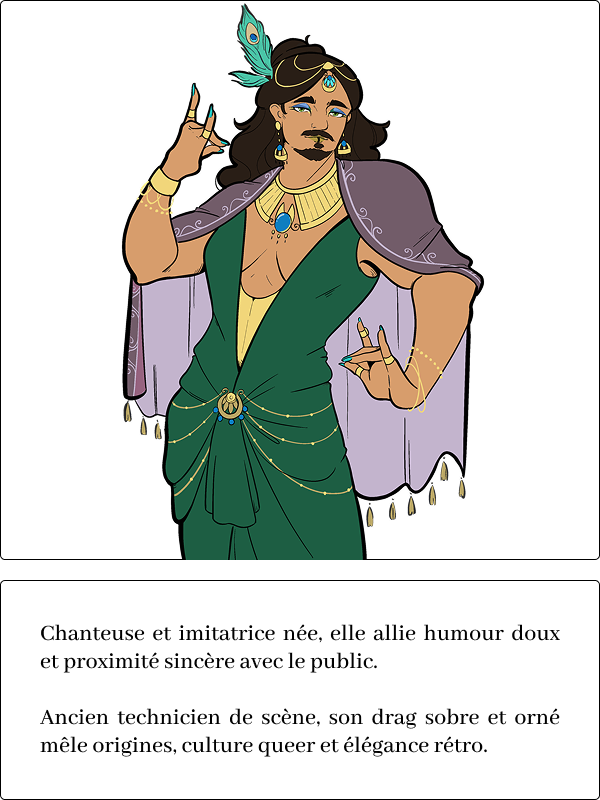 Chanteuse et imitatrice née, elle allie humour doux
et proximité sincère avec le public.
Ancien technicien de scène, son drag sobre et orné
mêle origines, culture queer et élégance rétro.